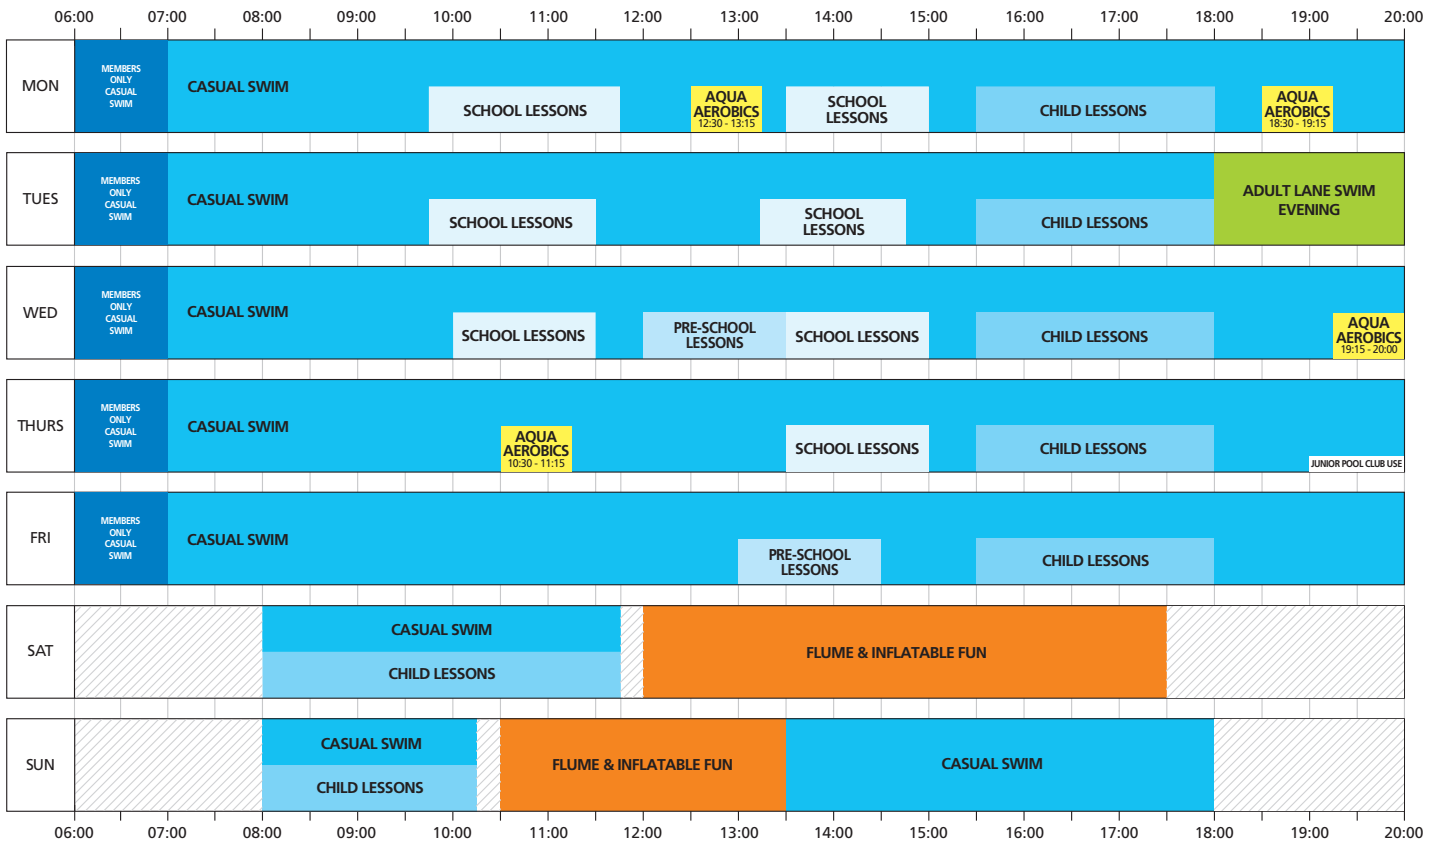 06:00 07:00 08:00 09:00 10:00 11:00 12:00 13:00 14:00 15:00 16:00 17:00 18:00 19:00 20:00
MON
MEMBERS
ONLY
CASUAL
SWIM
CASUAL SWIM
SCHOOL LESSONS
AQUA
AEROBICS
12:30 - 13:15
SCHOOL
LESSONS
CHILD LESSONS
AQUA
AEROBICS
18:30 - 19:15
TUES
MEMBERS
ONLY
CASUAL
SWIM
CASUAL SWIM
SCHOOL LESSONS
SCHOOL
LESSONS
CHILD LESSONS
ADULT LANE SWIM
EVENING
WED
MEMBERS
ONLY
CASUAL
SWIM
CASUAL SWIM
SCHOOL LESSONS
PRE-SCHOOL
LESSONS
SCHOOL LESSONS
CHILD LESSONS
AQUA
AEROBICS
19:15 - 20:00
THURS
MEMBERS
ONLY
CASUAL
SWIM
CASUAL SWIM
AQUA
AEROBICS
10:30 - 11:15
SCHOOL LESSONS
CHILD LESSONS
JUNIOR POOL CLUB USE
FRI
MEMBERS
ONLY
CASUAL
SWIM
CASUAL SWIM
PRE-SCHOOL
LESSONS
CHILD LESSONS
SAT
CASUAL SWIM
CHILD LESSONS
FLUME & INFLATABLE FUN
SUN
CASUAL SWIM
CHILD LESSONS
FLUME & INFLATABLE FUN
CASUAL SWIM
06:00 07:00 08:00 09:00 10:00 11:00 12:00 13:00 14:00 15:00 16:00 17:00 18:00 19:00 20:00